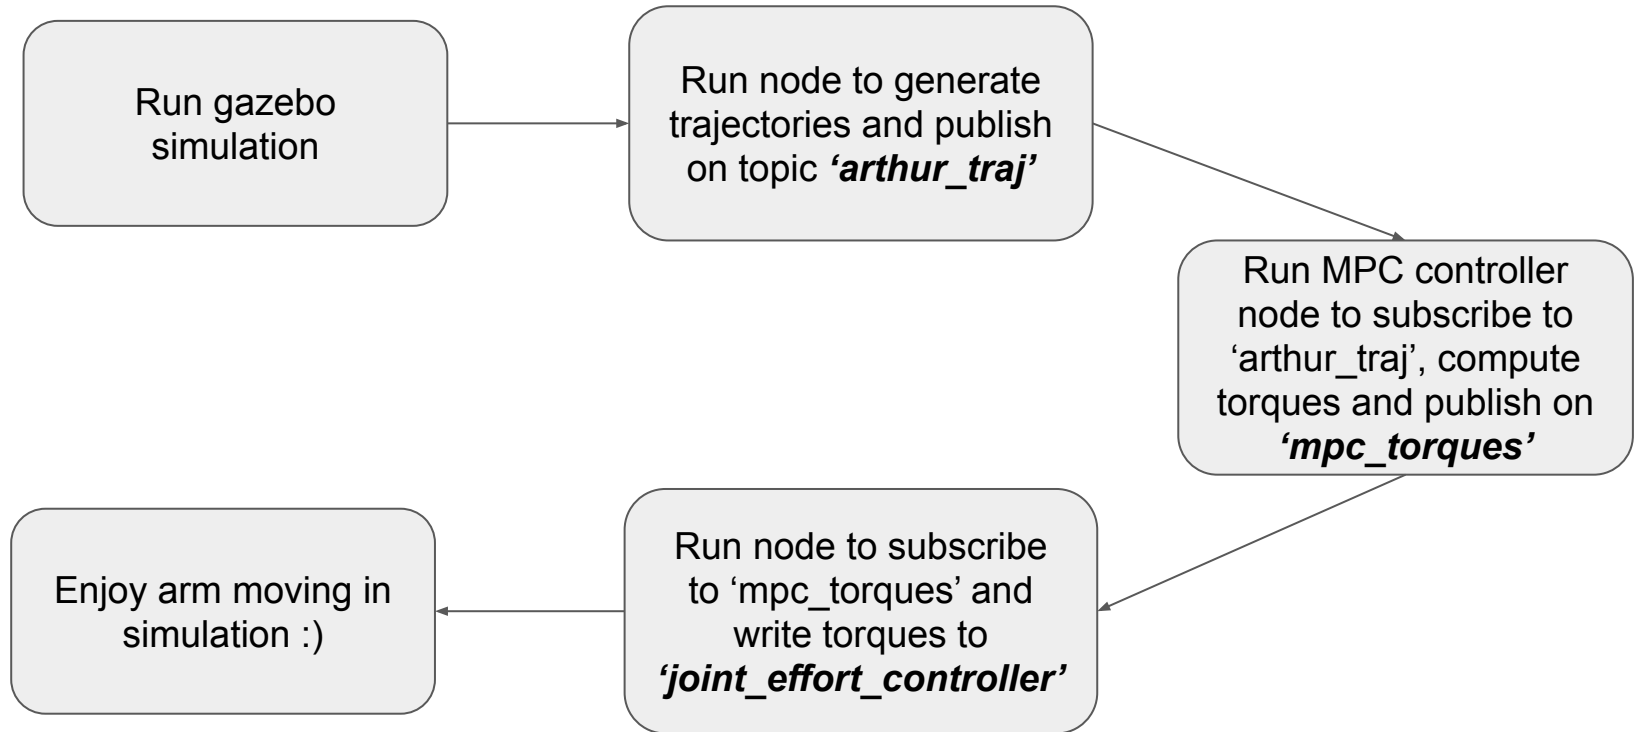 Run gazebo
simulation
Run node to generate
trajectories and publish
on topic ‘arthur_traj’
Run MPC controller
node to subscribe to
‘arthur_traj’, compute
torques and publish on
‘mpc_torques’
Run node to subscribe
to ‘mpc_torques’ and
write torques to
‘joint_effort_controller’
Enjoy arm moving in
simulation :)